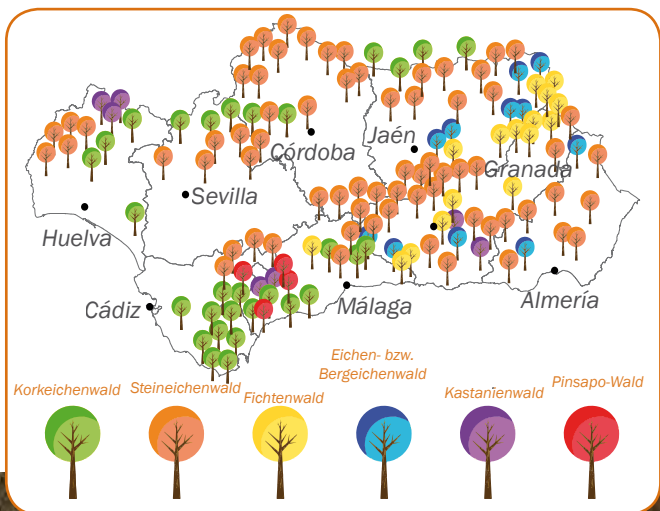 Jaén
Córdoba
Granada
Sevilla
Huelva
Málaga
Almería
Cádiz
Eichen- bzw.
Bergeichenwald
Korkeichenwald
Steineichenwald
Fichtenwald
Kastanienwald
Pinsapo-Wald